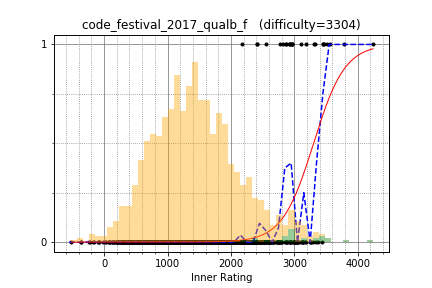 code_festival_2017_qualb_f (difficulty=3304)
1
0
0 1000 2000 3000 4000
Inner Rating